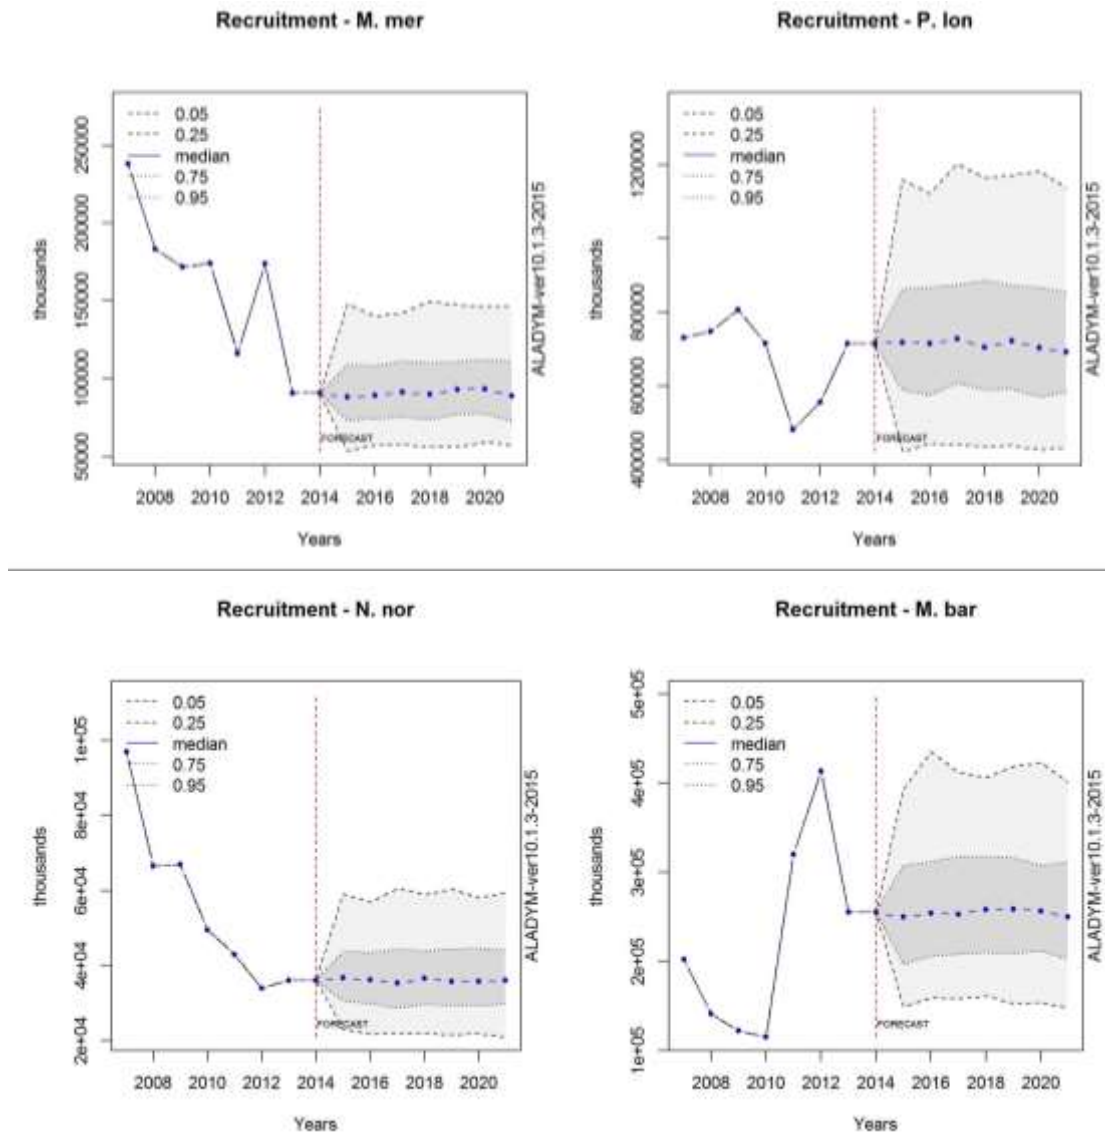 Recruitment - M. mer
thousands
250000
200000
150000
100000
50000
0.05
0.25
median
0.75
0.95
FORECAST
2008 2010 2012 2014 2016 2018 2020
Years
ALADYM-ver10.1.3-2015
Recruitment - P. lon
thousands
1200000
800000
600000
400000
0.05
0.25
median
0.75
0.95
FORECAST
2008 2010 2012 2014 2016 2018 2020
Years
ALADYM-ver10.1.3-2015
Recruitment - N. nor
thousands
1e+05
8e+04
6e+04
4e+04
2e+04
0.05
0.25
median
0.75
0.95
FORECAST
2008 2010 2012 2014 2016 2018 2020
Years
ALADYM-ver10.1.3-2015
Recruitment - M. bar
thousands
5e+05
4e+05
3e+05
2e+05
1e+05
0.05
0.25
median
0.75
0.95
FORECAST
2008 2010 2012 2014 2016 2018 2020
Years
ALADYM-ver10.1.3-2015